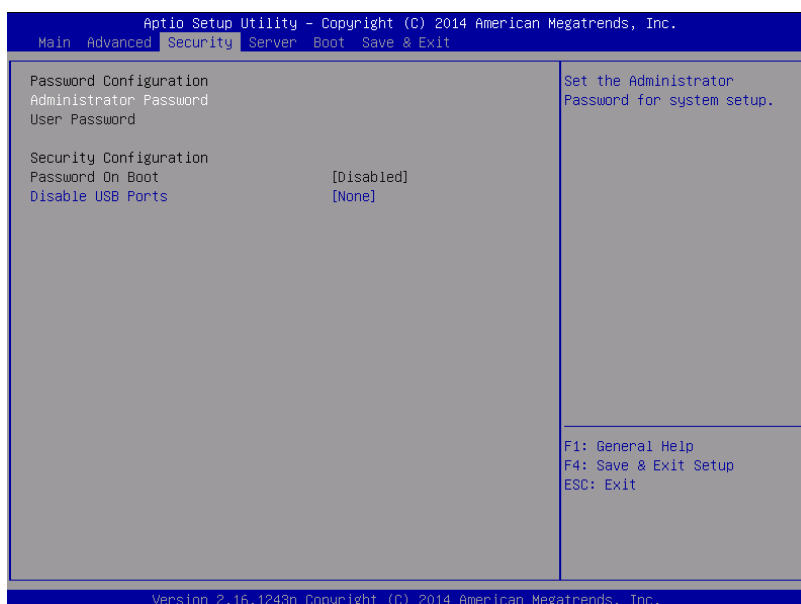 Aptio Setup Utility – Copyright (C) 2014 American Megatrends, Inc.
Main Advanced Security Server Boot Save & Exit
Password Configuration
Administrator Password
User Password
Security Configuration
Password On Boot [Disabled]
Disable USB Ports [None]
Set the Administrator
Password for system setup.
F1: General Help
F4: Save & Exit Setup
ESC: Exit
Version 2.16.1243n Copyright (C) 2014 American Megatrends, Inc.